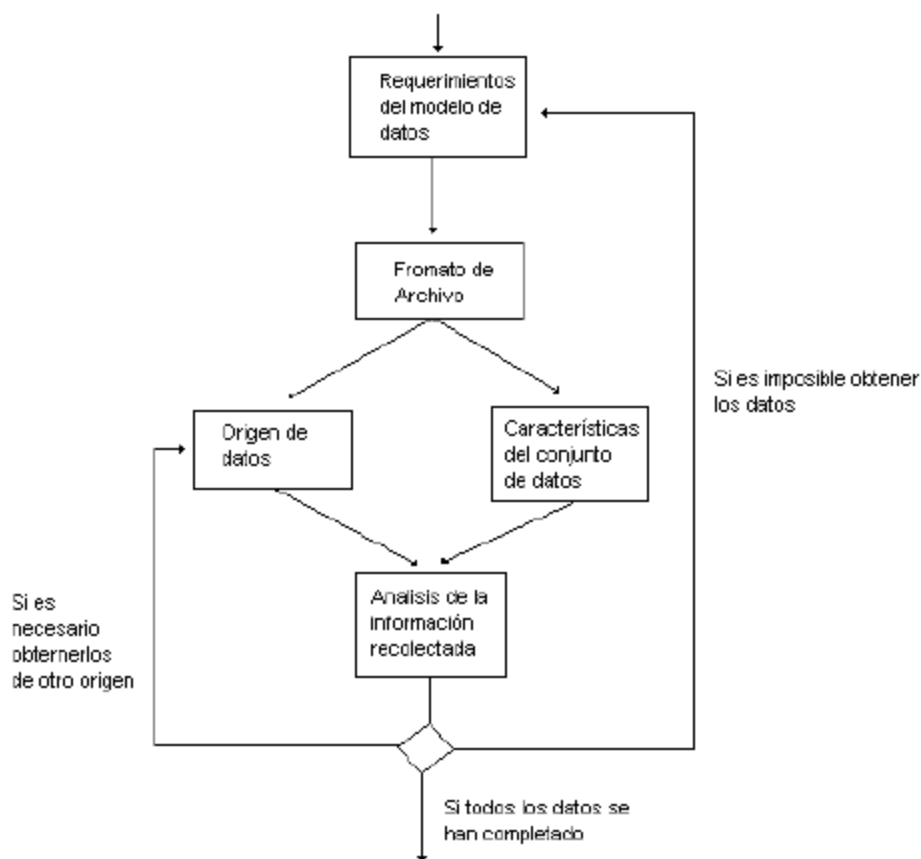 Requerimientos
del modelo de
datos
Fromato de
Archivo
Si es imposible obtener
los datos
Origen de
datos
Características
del conjunto
de datos
Si es
necesario
obternerlos
de otro origen
Analisis de la
información
recolectada
Si todos los datos se
han completado